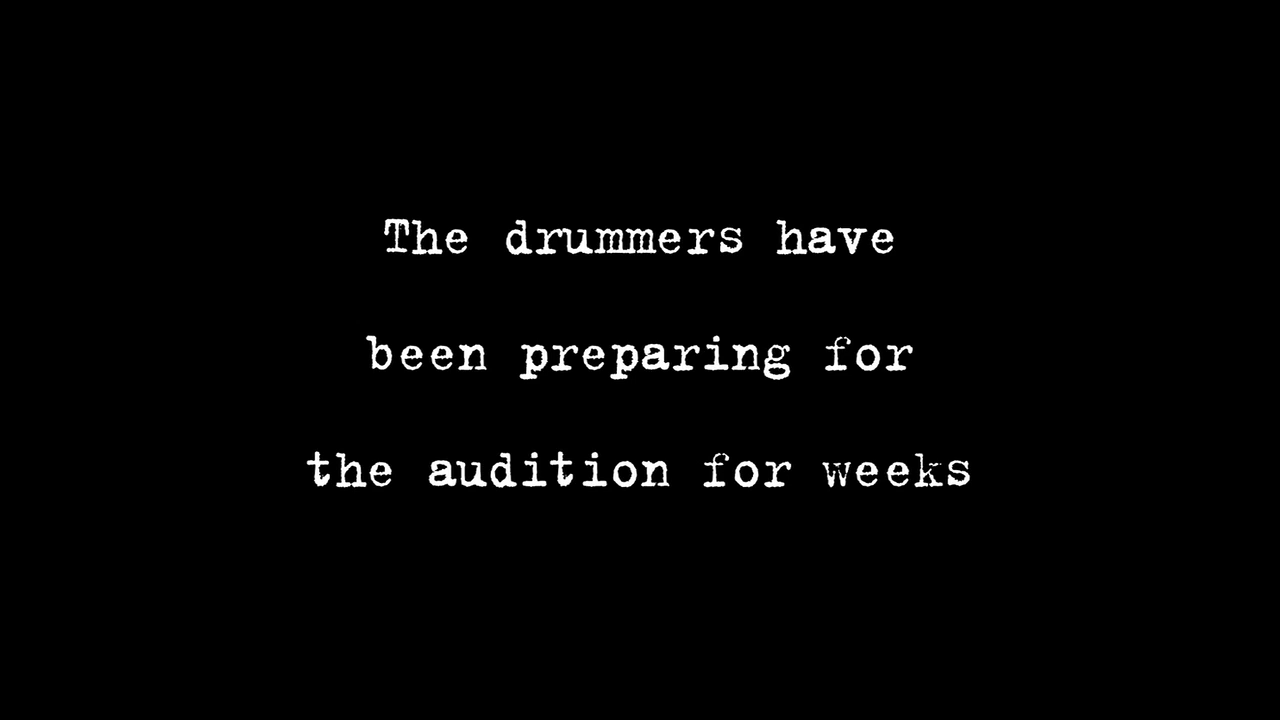 The drummers have
been preparing for
the audition for weeks